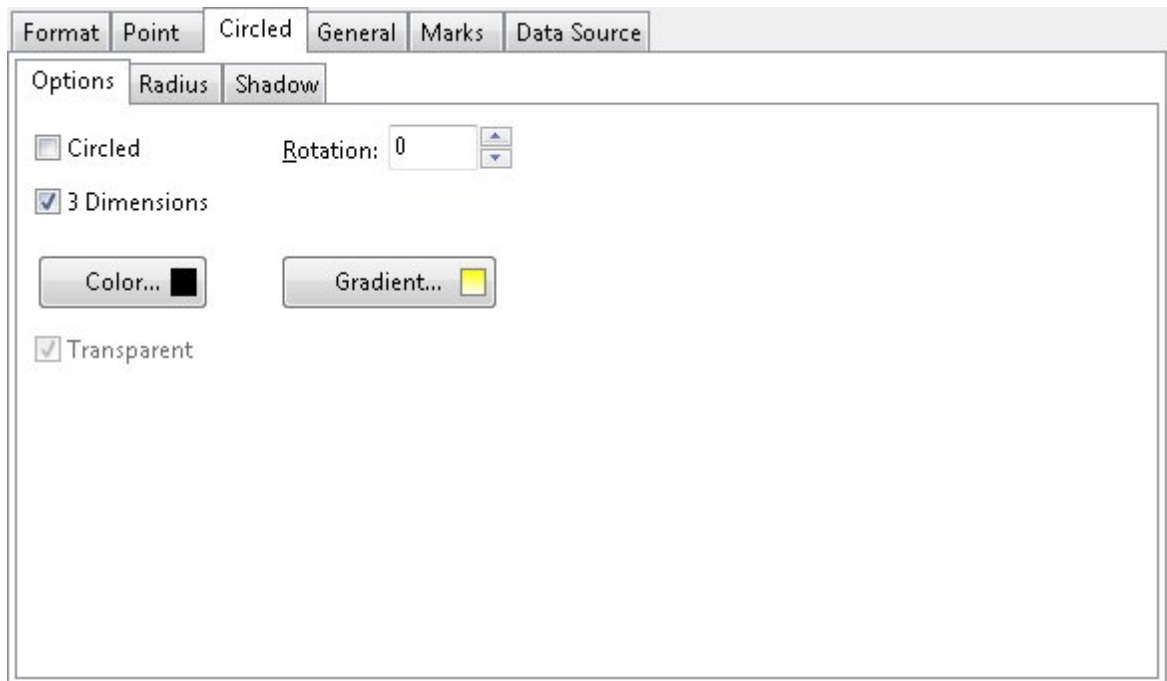 Format Point Circled General Marks Data Source
Options Radius Shadow
Circled Rotation: 0
3 Dimensions
Color... Gradient...
Transparent